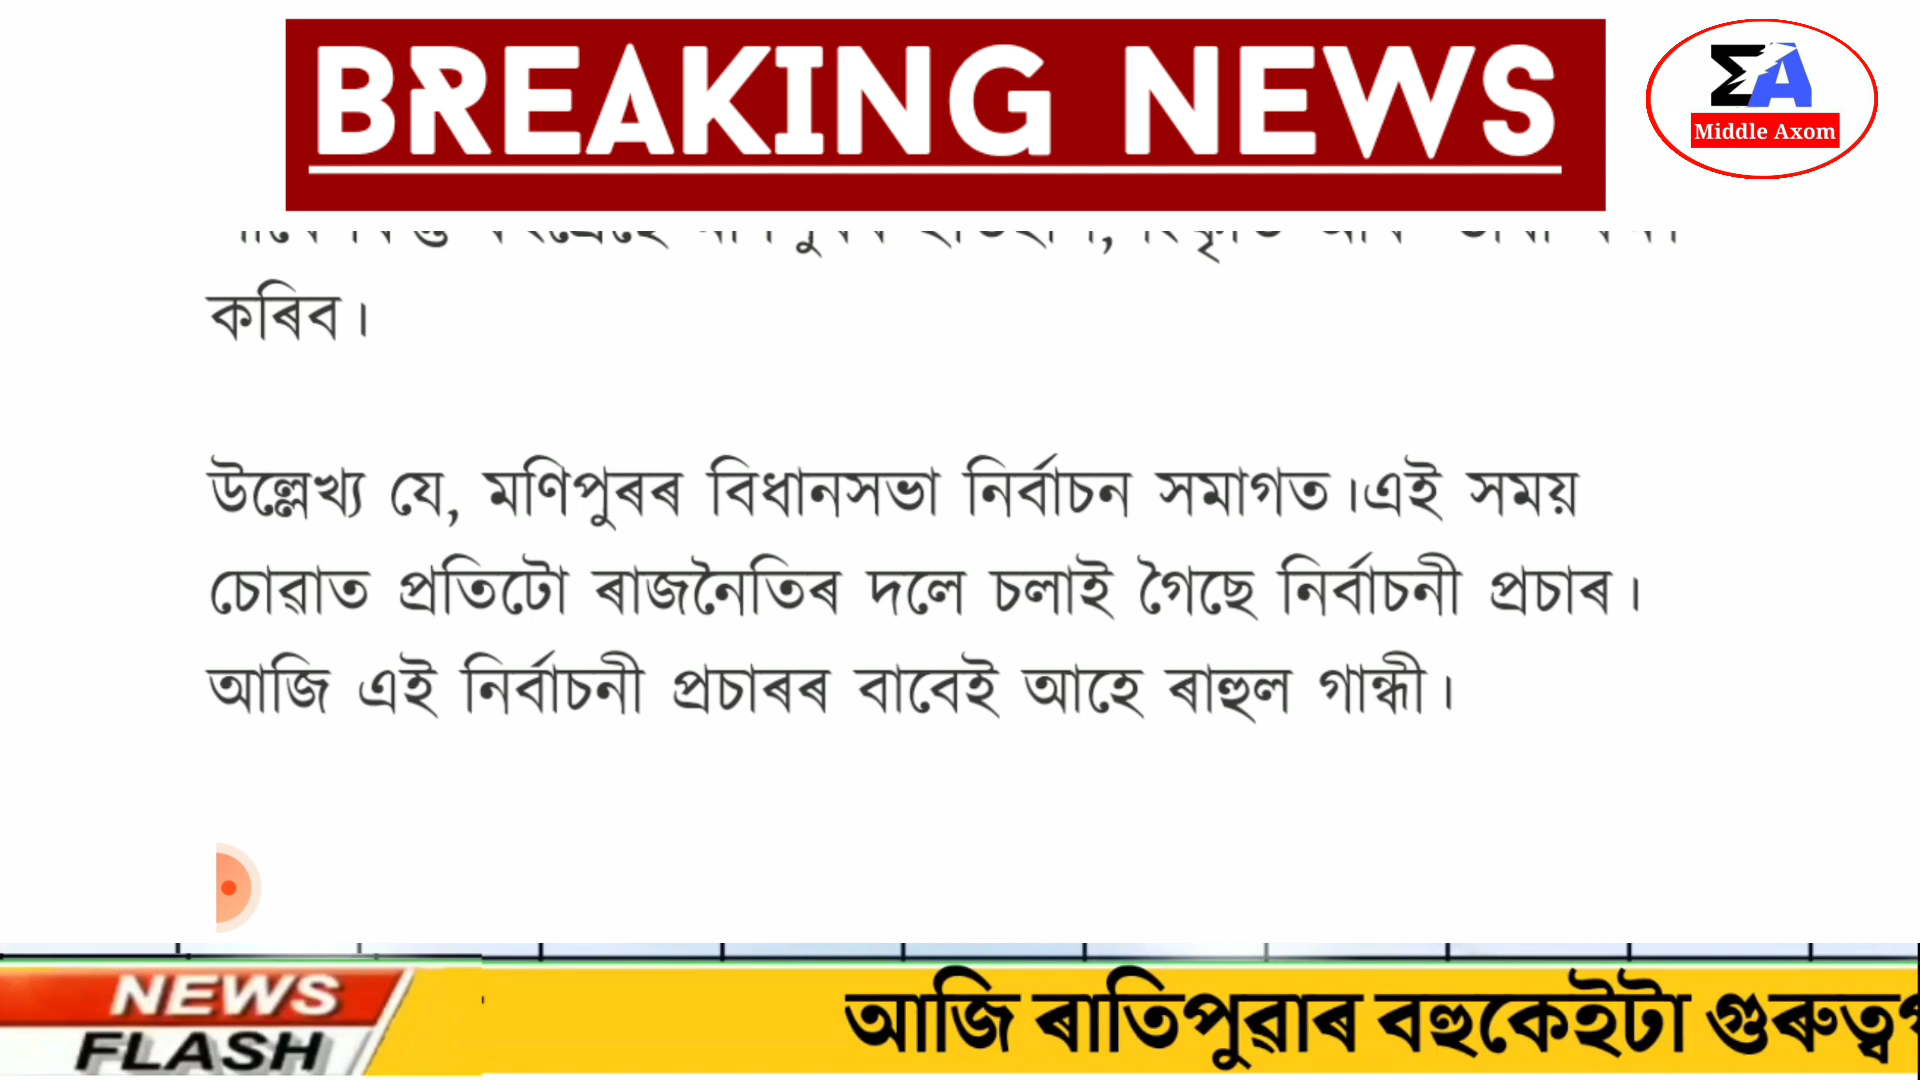 BREAKING NEWS
ΣA
Middle Axom
কৰিব।
উল্লেখ্য যে, মণিপুৰৰ বিধানসভা নিৰ্বাচন সমাগত।এই সময়
চোৱাত প্ৰতিটো ৰাজনৈতিৰ দলে চলাই গৈছে নিৰ্বাচনী প্ৰচাৰ।
আজি এই নিৰ্বাচনী প্ৰচাৰৰ বাবেই আহে ৰাহুল গান্ধী।
NEWS
FLASH
আজি ৰাতিপুৱাৰ বহুকেইটা